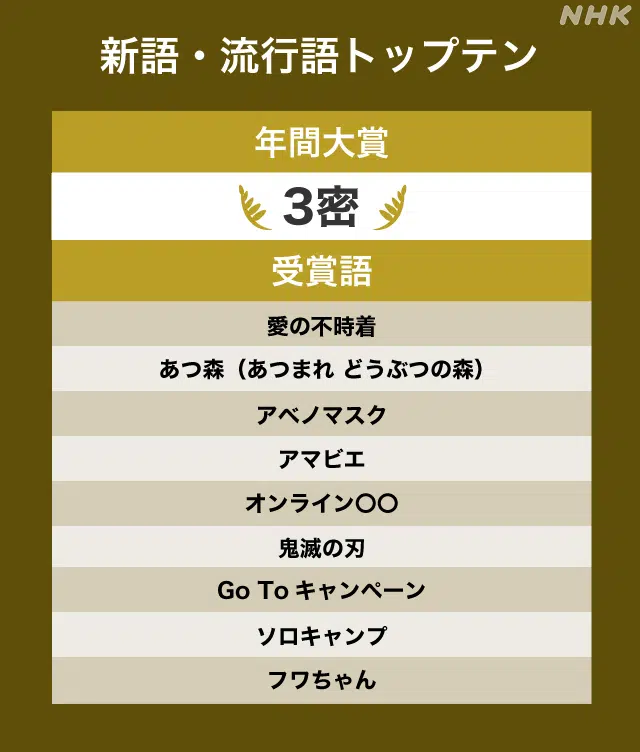 NHK
新語・流行語トップテン
年間大賞
3密
受賞語
愛の不時着
あつ森（あつまれ どうぶつの森）
アベノマスク
アマビエ
オンライン〇〇
鬼滅の刃
Go To キャンペーン
ソロキャンプ
フワちゃん